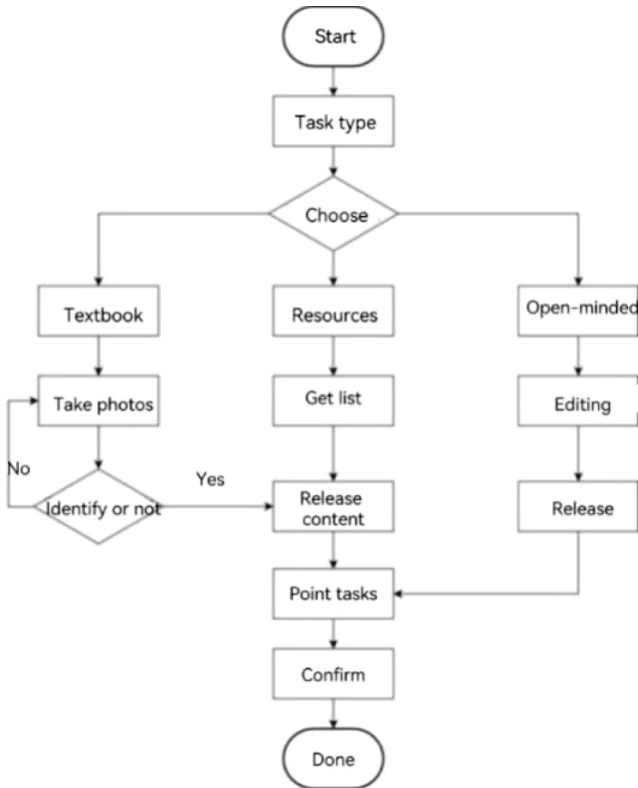 Start
Task type
Choose
Textbook
Resources
Open-minded
Take photos
Get list
Editing
No
Yes
Identify or not
Release
content
Release
Point tasks
Confirm
Done